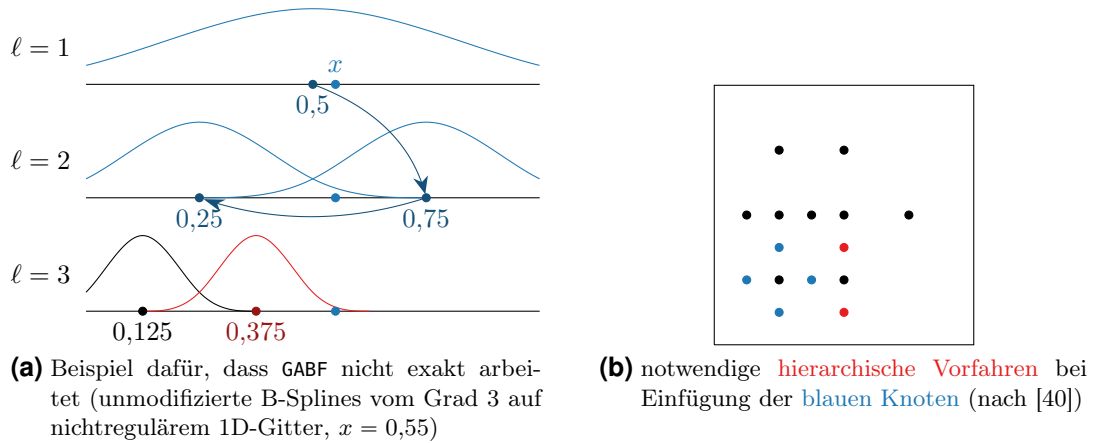 ℓ = 1
x
0,5
ℓ = 2
0,25
0,75
ℓ = 3
0,125
0,375
(a) Beispiel dafür, dass GABF nicht exakt arbei-
tet (unmodifizierte B-Splines vom Grad 3 auf
nichtregulärem 1D-Gitter, x = 0,55)
(b) notwendige hierarchische Vorfahren bei
Einfügung der blauen Knoten (nach [40])